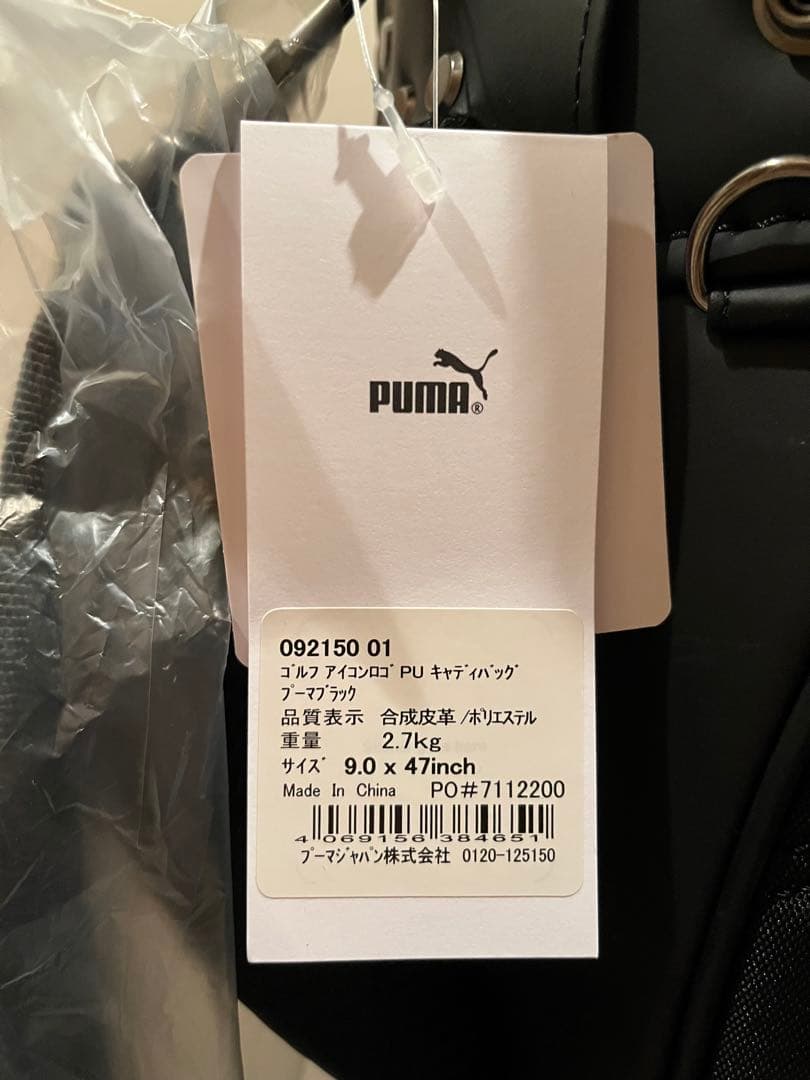 PUMA®
092150 01
ｺﾞﾙﾌ ｱｲｺﾝﾛｺﾞ PU ｷｬﾃﾞｨﾊﾞｯｸﾞ
ﾌﾟｰﾏﾌﾞﾗｯｸ
品質表示 合成皮革/ﾎﾟﾘｴｽﾃﾙ
重量 2.7kg
ｻｲｽﾞ 9.0 x 47inch
Made In China PO#7112200
4 069156 384651
ﾌﾟｰﾏｼﾞｬﾊﾟﾝ株式会社 0120-125150